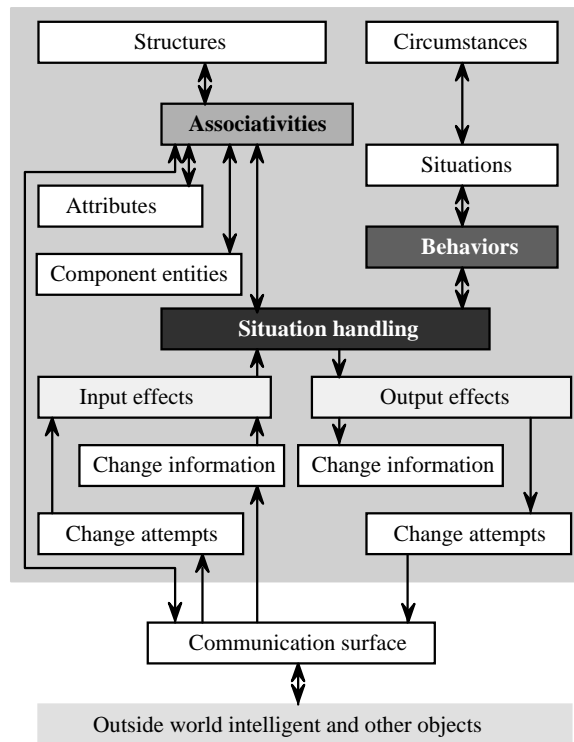 Structures
Circumstances
Associativities
Situations
Attributes
Behaviors
Component entities
Situation handling
Input effects
Output effects
Change information
Change information
Change attempts
Change attempts
Communication surface
Outside world intelligent and other objects